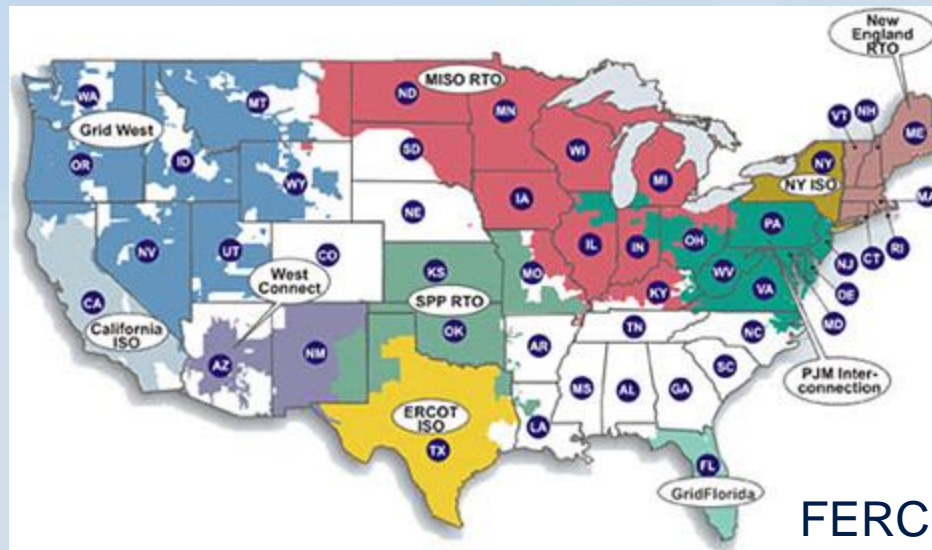 New
England
RTO
MISO RTO
WA
MT
ND
MN
VT
NH
ME
Grid West
OR
ID
SD
WI
NY
NY ISO
MA
WY
MI
IA
NE
PA
NV
UT
CO
IL
IN
OH
NJ
CT
RI
West
Connect
KS
MO
WV
VA
DE
CA
SPP RTO
KY
MD
California
ISO
OK
TN
NC
AZ
NM
AR
SC
PJM Inter-
connection
MS
AL
GA
ERCOT
ISO
LA
TX
FL
GridFlorida
FERC